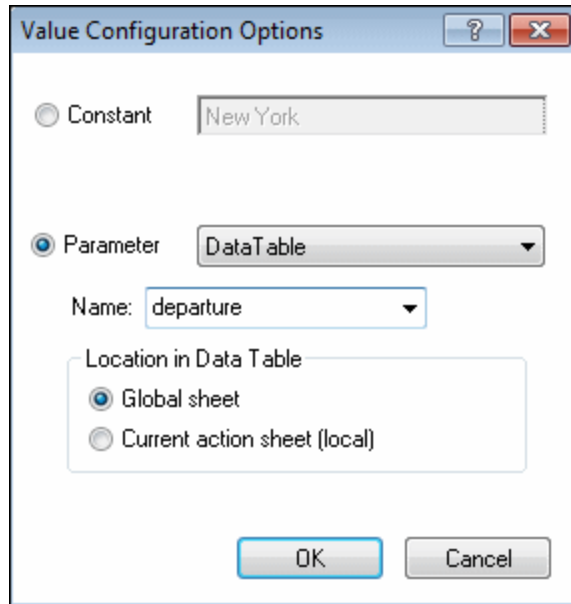 Value Configuration Options
Constant
New York
Parameter
DataTable
Name: departure
Location in Data Table
Global sheet
Current action sheet (local)
OK Cancel